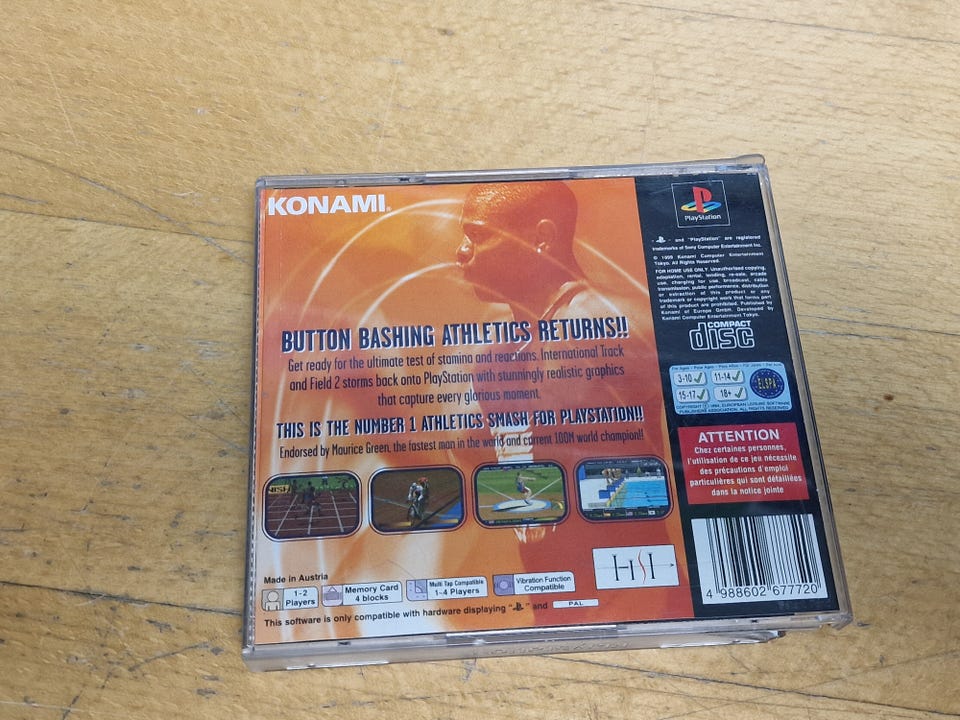 KONAMI®
BUTTON BASHING ATHLETICS RETURNS!!
Get ready for the ultimate test of stamina and reactions. International Track
and Field 2 storms back onto PlayStation with stunningly realistic graphics
that capture every glorious moment.
THIS IS THE NUMBER 1 ATHLETICS SMASH FOR PLAYSTATION!!
Endorsed by Maurice Green, the fastest man in the world and current 100M world champion!!
HSI
Made in Austria
1-2
Players
Memory Card
4 blocks
Multi Tap Compatible
1-4 Players
Vibration Function
Compatible
This software is only compatible with hardware displaying " " and PAL
PlayStation
" " and "PlayStation" are registered
trademarks of Sony Computer Entertainment Inc.
© 1999 Konami Computer Entertainment
Tokyo. All Rights Reserved.
FOR HOME USE ONLY. Unauthorised copying,
adaptation, rental, lending, re-sale, arcade
use, charging for use, broadcast, cable
transmission, public performance, distribution
or extraction of this product or any
trademark or copyright work that forms part
of this product are prohibited. Published by
Konami of Europe GmbH. Developed by
Konami Computer Entertainment Tokyo.
COMPACT
disc
3-10 11-14
15-17 18+
ELSPA
ATTENTION
Chez certaines personnes,
l'utilisation de ce jeu nécessite
des précautions d'emploi
particulières qui sont détaillées
dans la notice jointe
4 988602 677720